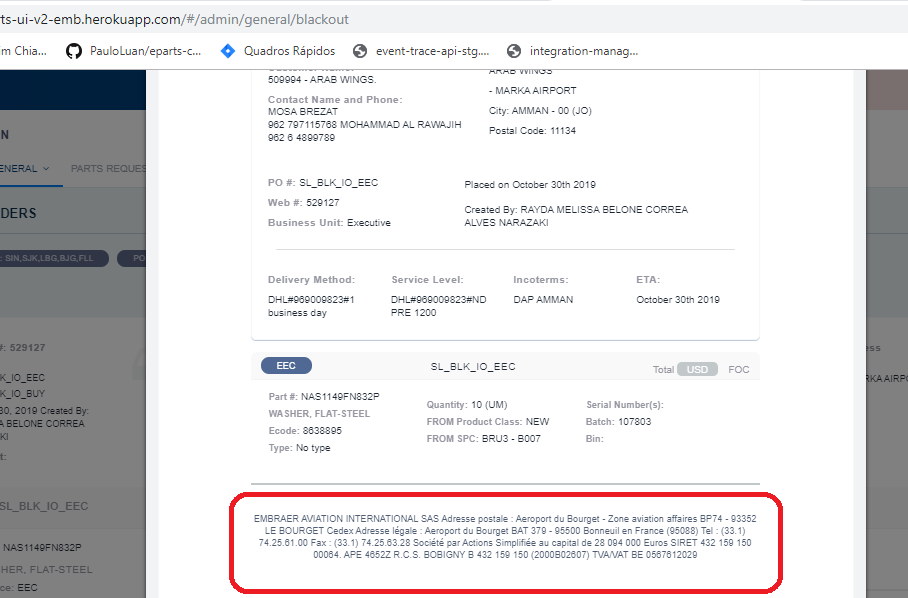 ts-ui-v2-emb.herokuapp.com/#/admin/general/blackout
m Chia...
PauloLuan/eparts-c...
Quadros Rápidos
event-trace-api-stg....
integration-manag...
N
ENERAL
PARTS REQUES
DERS
: SIN,SJK,LBG,BJG,FLL
PO
#: 529127
K_IO_EEC
K_IO_BUY
30, 2019 Created By:
A BELONE CORREA
KI
t:
SL_BLK_IO_EEC
NAS1149FN832P
HER, FLAT-STEEL
ce: EEC
509994 - ARAB WINGS.
Contact Name and Phone:
MOSA BREZAT
962 797115768 MOHAMMAD AL RAWAJIH
962 6 4899789
ARAB WINGS
- MARKA AIRPORT
City: AMMAN - 00 (JO)
Postal Code: 11134
PO #: SL_BLK_IO_EEC
Web #: 529127
Business Unit: Executive
Placed on October 30th 2019
Created By: RAYDA MELISSA BELONE CORREA
ALVES NARAZAKI
Delivery Method:
DHL#969009823#1
business day
Service Level:
DHL#969009823#ND
PRE 1200
Incoterms:
DAP AMMAN
ETA:
October 30th 2019
EEC
SL_BLK_IO_EEC
Total USD FOC
Part #: NAS1149FN832P
WASHER, FLAT-STEEL
Ecode: 8638895
Type: No type
Quantity: 10 (UM)
FROM Product Class: NEW
FROM SPC: BRU3 - B007
Serial Number(s):
Batch: 107803
Bin:
EMBRAER AVIATION INTERNATIONAL SAS Adresse postale : Aeroport du Bourget - Zone aviation affaires BP74 - 93352
LE BOURGET Cedex Adresse légale : Aeroport du Bourget BAT 379 - 95500 Bonneuil en France (95088) Tel : (33.1)
74.25.61.00 Fax : (33.1) 74.25.63.28 Société par Actions Simplifiée au capital de 28 094 000 Euros SIRET 432 159 150
00064. APE 4652Z R.C.S. BOBIGNY B 432 159 150 (2000B02607) TVA/VAT BE 0567612029
ess
RKA AIRPO